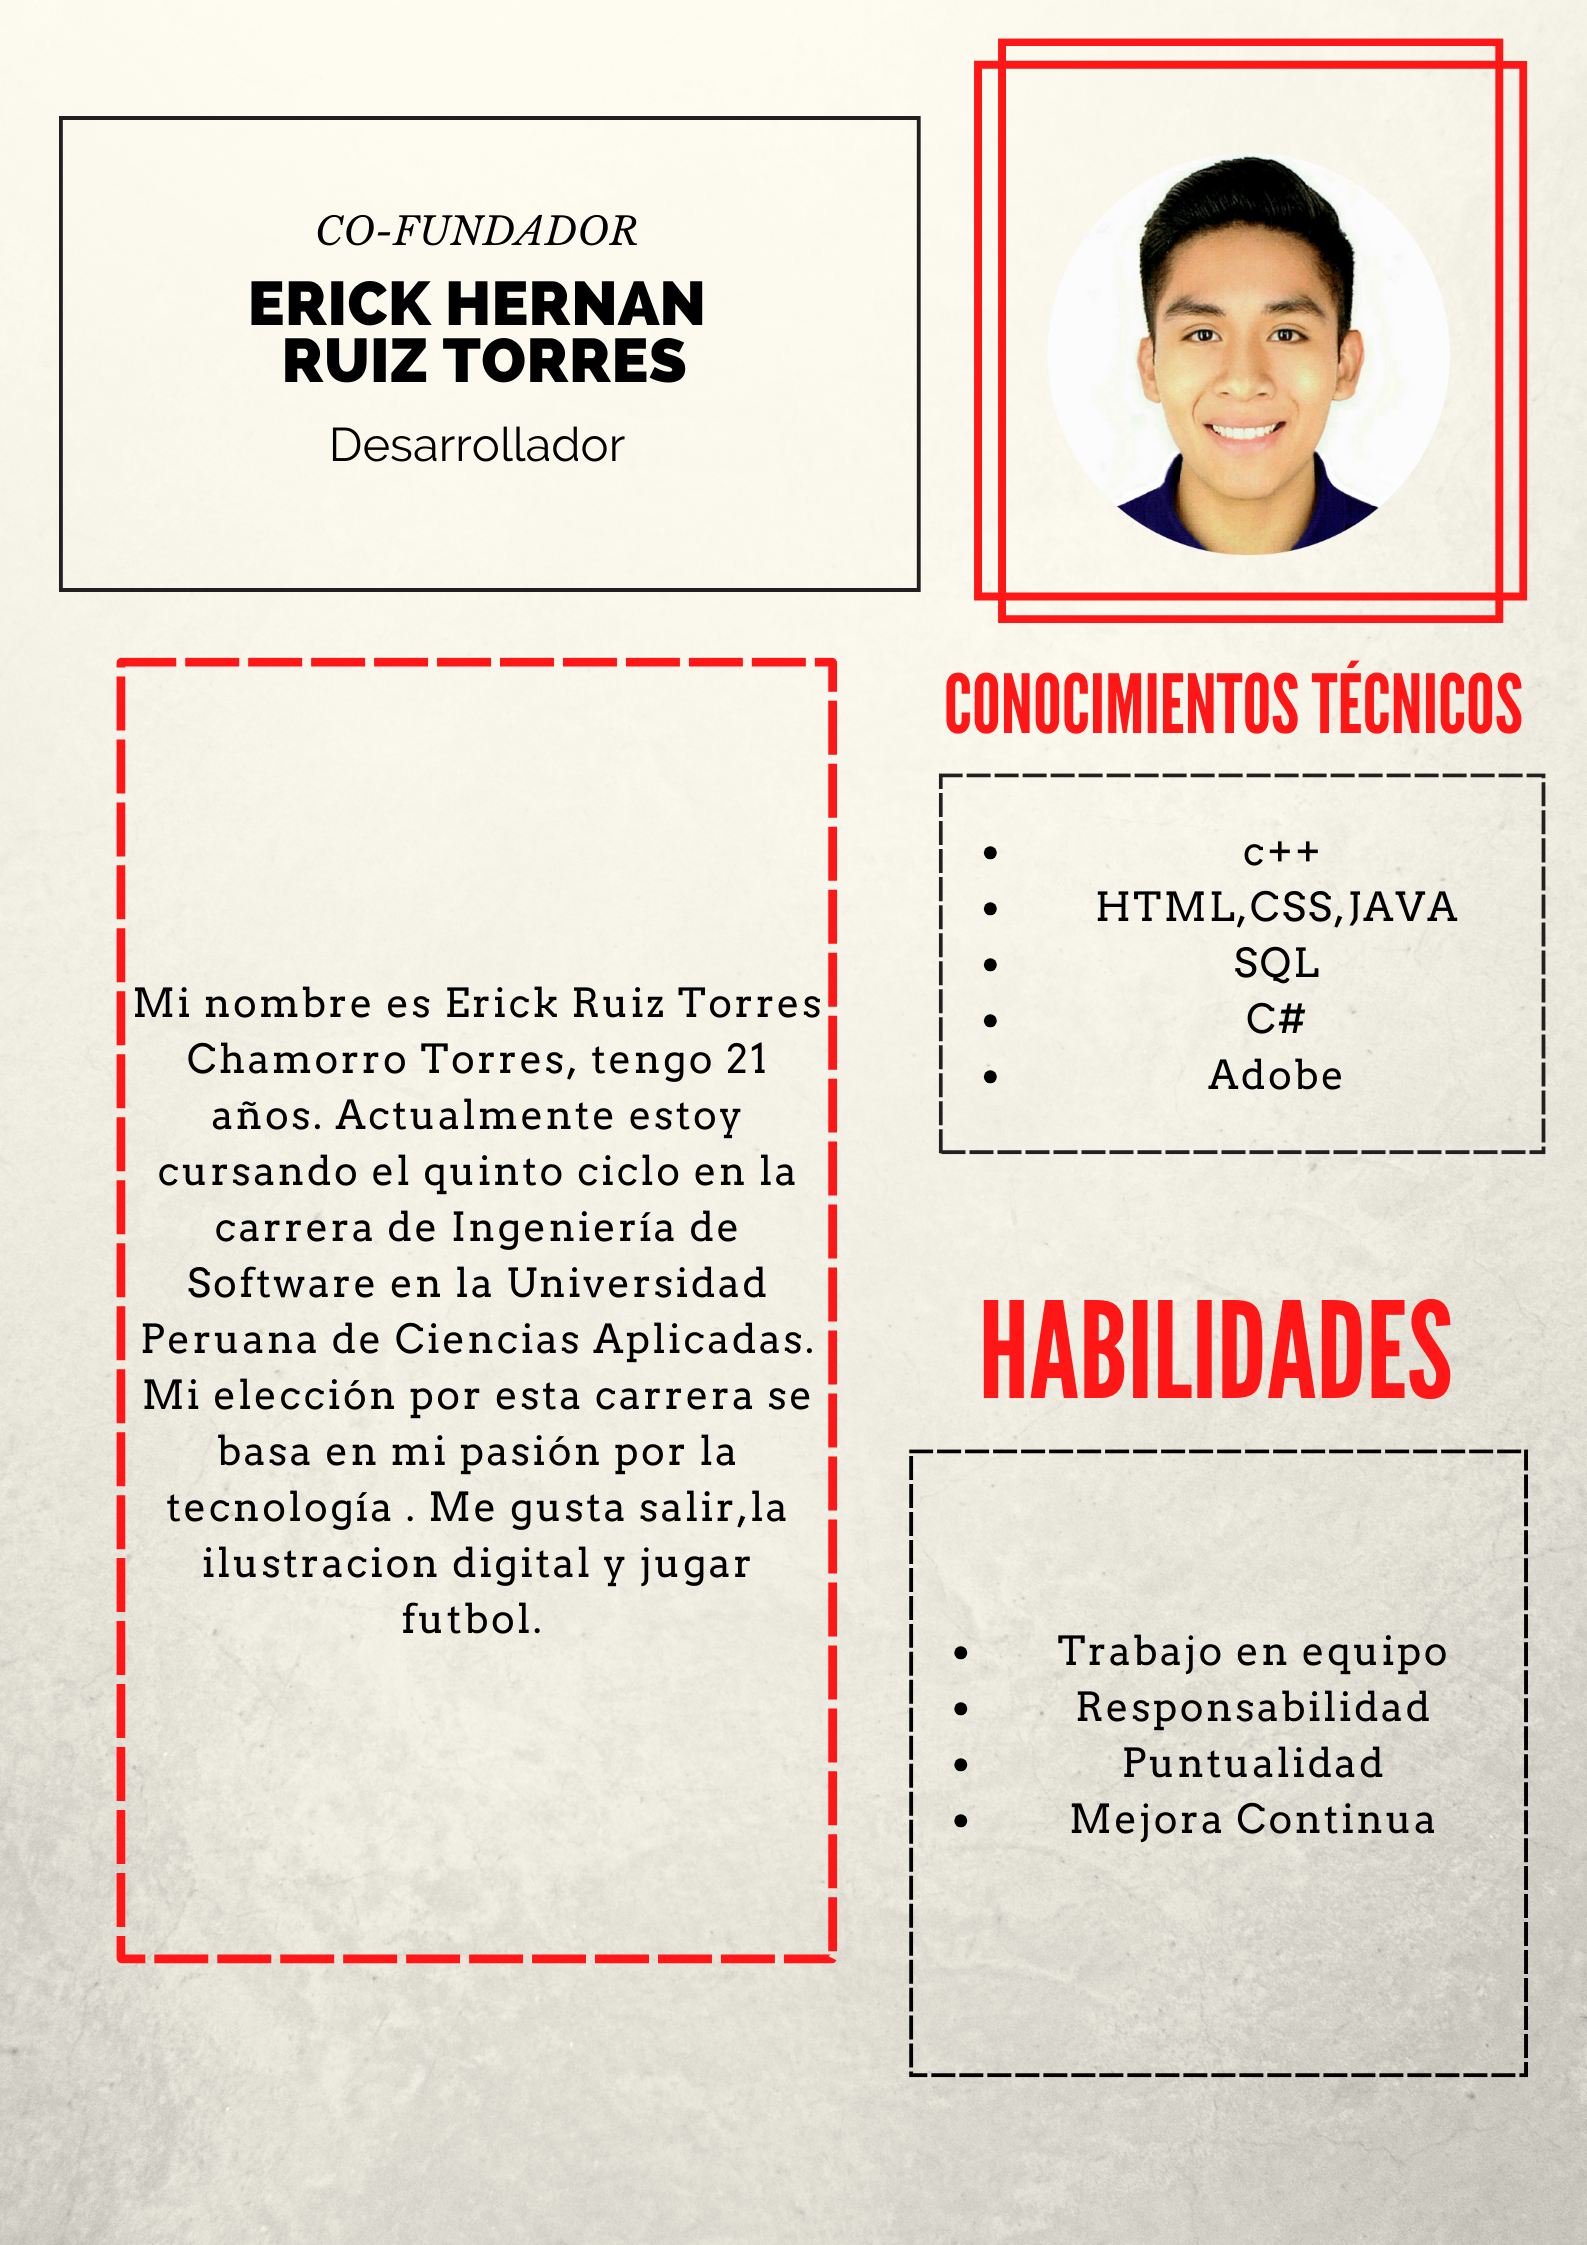 CO-FUNDADOR
ERICK HERNAN
RUIZ TORRES
Desarrollador
Mi nombre es Erick Ruiz Torres
Chamorro Torres, tengo 21
años. Actualmente estoy
cursando el quinto ciclo en la
carrera de Ingeniería de
Software en la Universidad
Peruana de Ciencias Aplicadas.
Mi elección por esta carrera se
basa en mi pasión por la
tecnología . Me gusta salir,la
ilustracion digital y jugar
futbol.
CONOCIMIENTOS TÉCNICOS
• c++
• HTML,CSS,JAVA
• SQL
• C#
• Adobe
HABILIDADES
• Trabajo en equipo
• Responsabilidad
• Puntualidad
• Mejora Continua